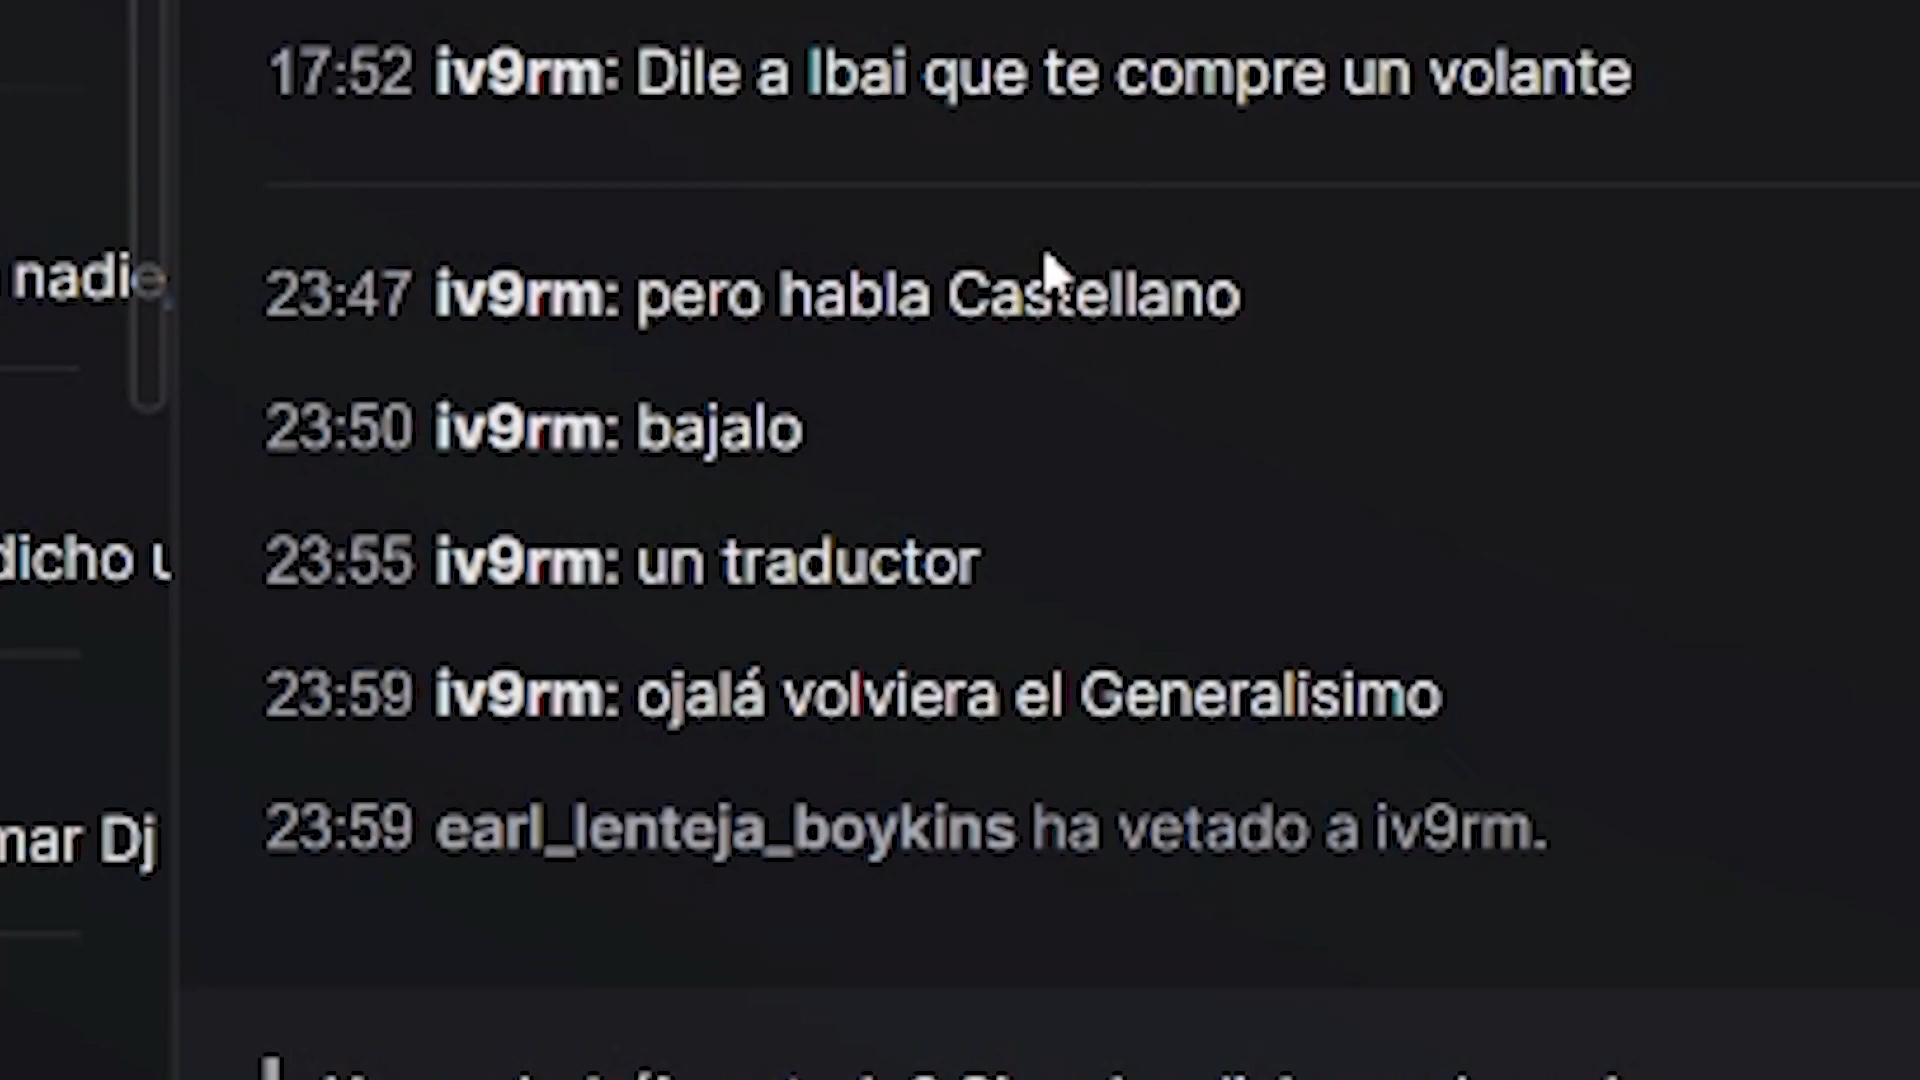 17:52 iv9rm: Dile a Ibai que te compre un volante
nadie,
23:47 iv9rm: pero habla Castellano
23:50 iv9rm: bajalo
dicho
23:55 iv9rm: un traductor
23:59 iv9rm: ojalá volviera el Generalisimo
mar Dj
23:59 earl_lenteja_boykins ha vetado a iv9rm.